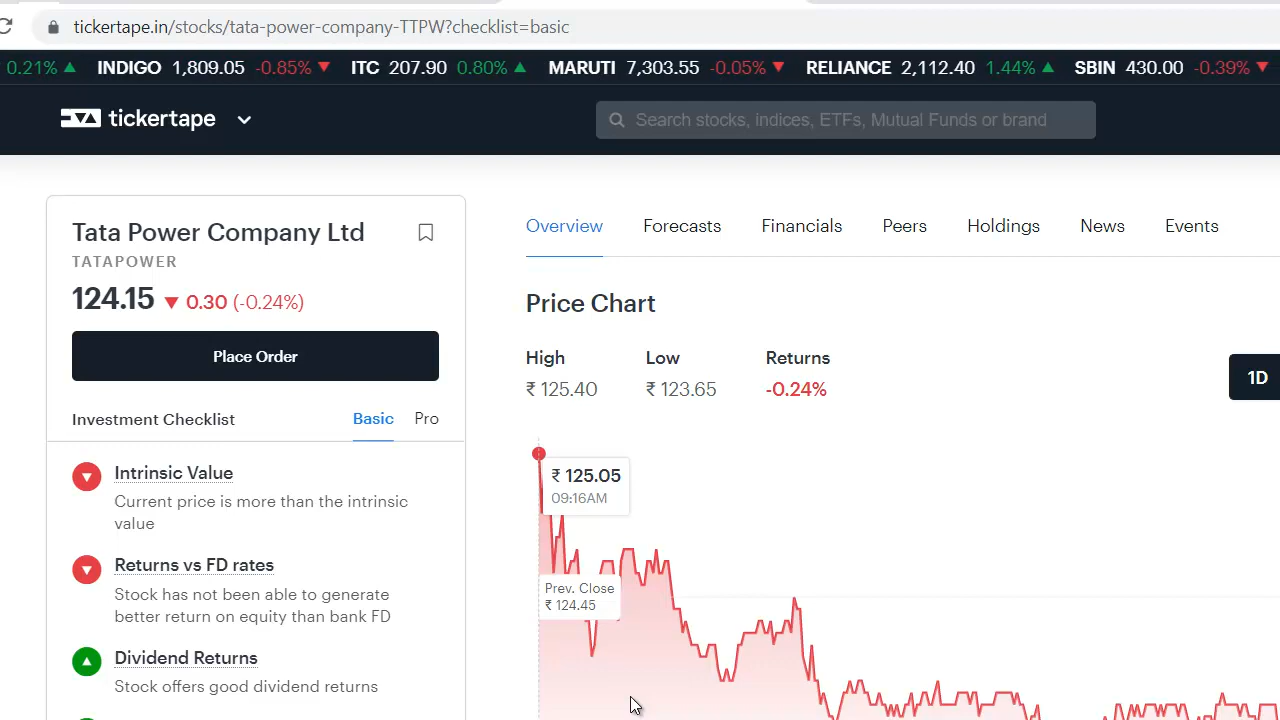 tickertape.in/stocks/tata-power-company-TTPW?checklist=basic
0.21% ▲ INDIGO 1,809.05 -0.85% ▼ ITC 207.90 0.80% ▲ MARUTI 7,303.55 -0.05% ▼ RELIANCE 2,112.40 1.44% ▲ SBIN 430.00 -0.39% ▼
tickertape
Search stocks, indices, ETFs, Mutual Funds or brand
Tata Power Company Ltd
TATAPOWER
124.15 ▼ 0.30 (-0.24%)
Place Order
Investment Checklist Basic Pro
Intrinsic Value
Current price is more than the intrinsic
value
Returns vs FD rates
Stock has not been able to generate
better return on equity than bank FD
Dividend Returns
Stock offers good dividend returns
Overview Forecasts Financials Peers Holdings News Events
Price Chart
High Low Returns
₹ 125.40 ₹ 123.65 -0.24%
1D
₹ 125.05
09:16AM
Prev. Close
₹ 124.45